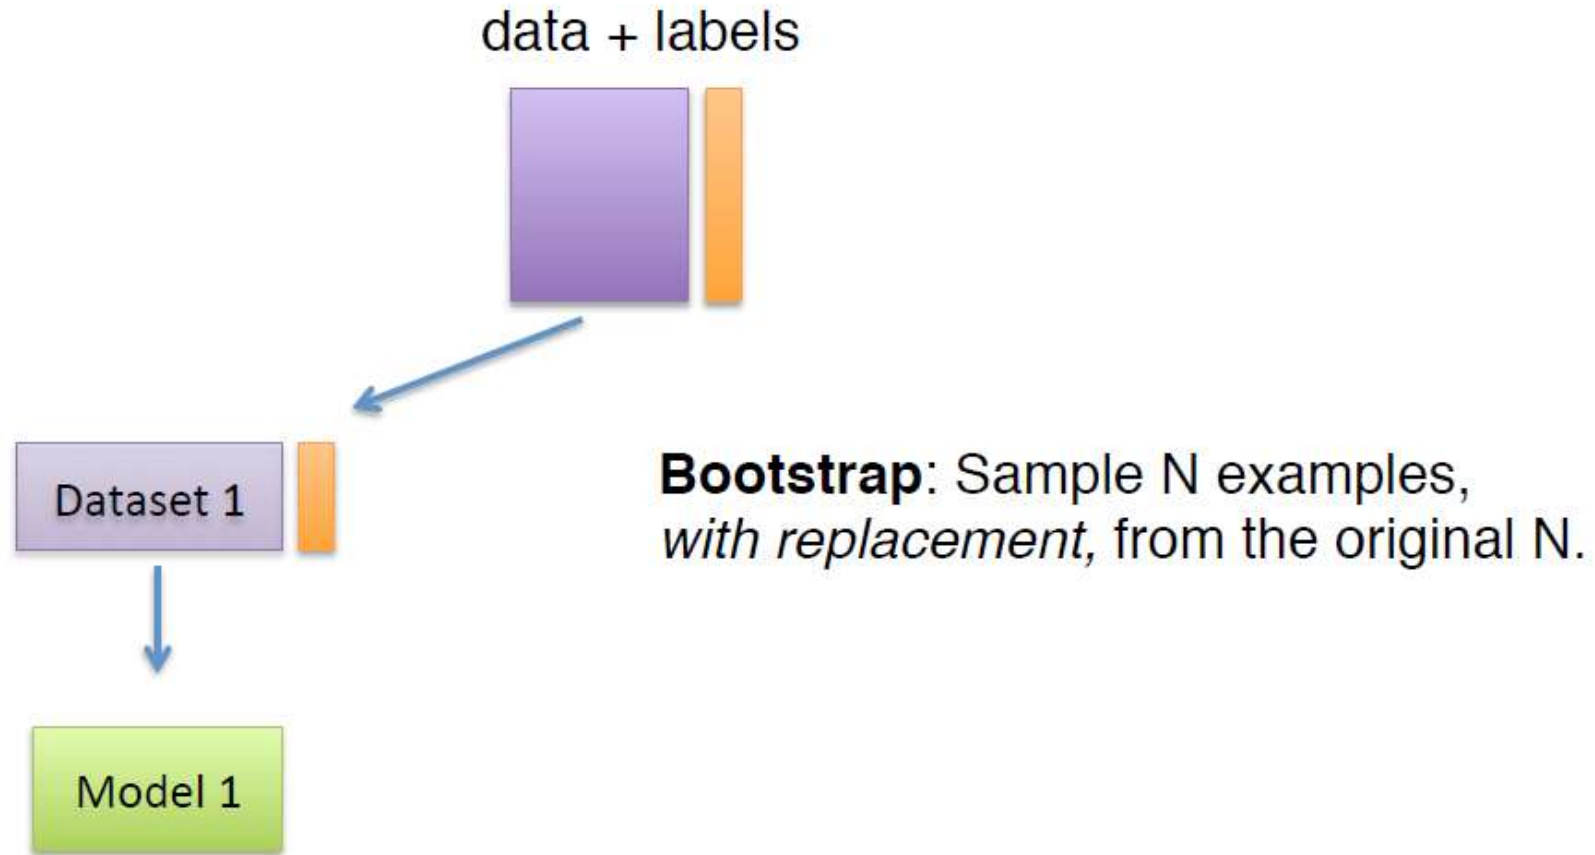 data + labels
Dataset 1
Bootstrap: Sample N examples,
with replacement, from the original N.
Model 1